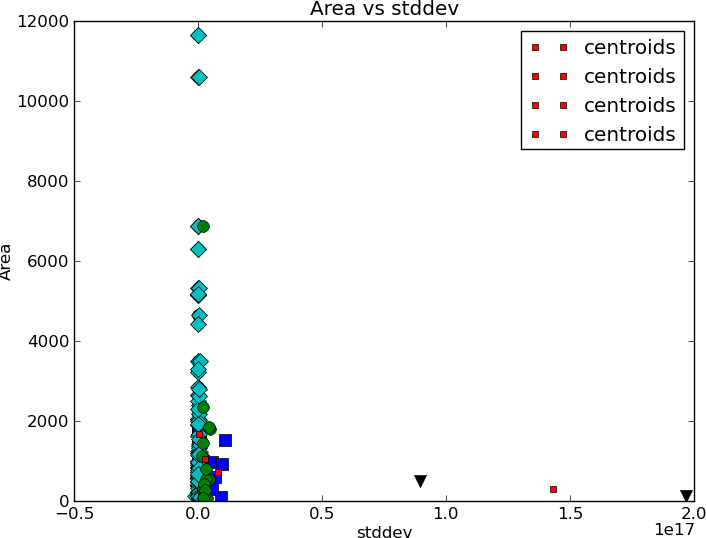 Area vs stddev
12000
10000
8000
6000
4000
2000
0
Area
centroids
centroids
centroids
centroids
−0.5
0.0
0.5
1.0
1.5
2.0
1e17
stddev